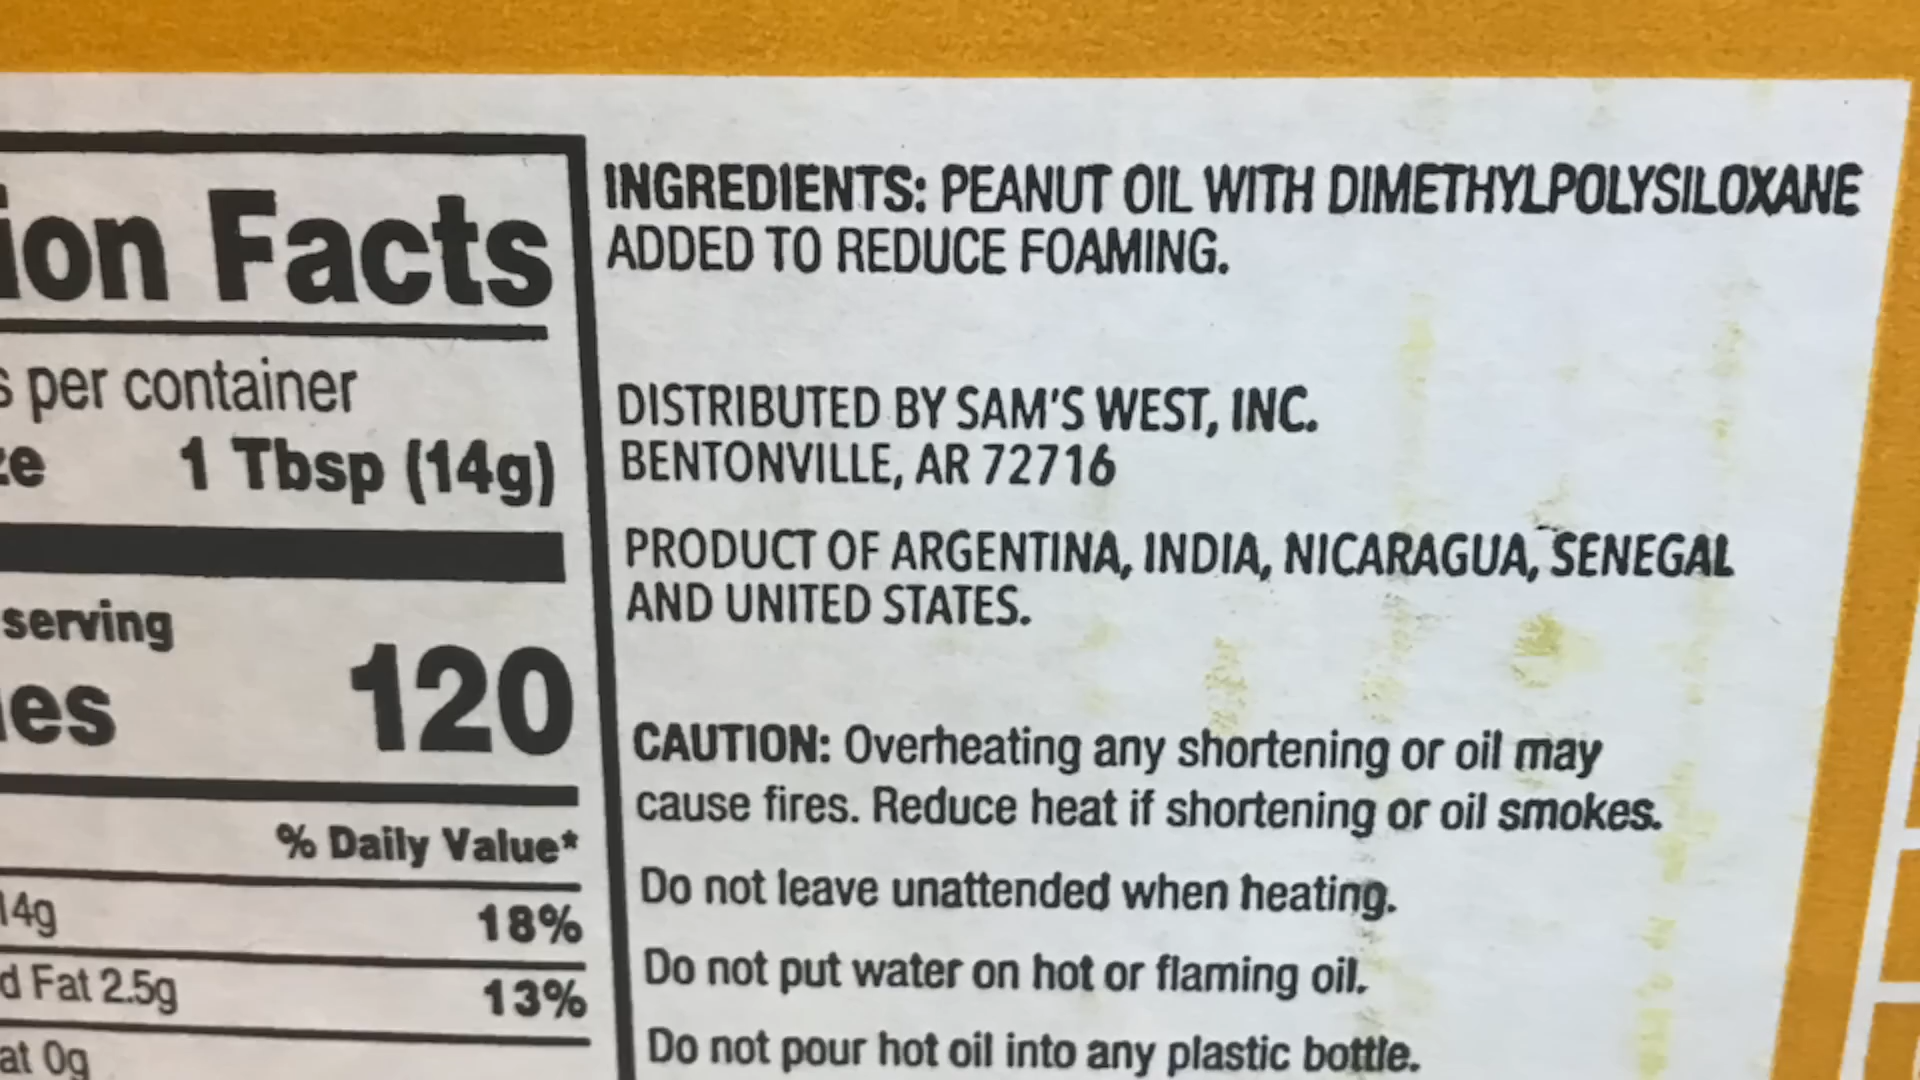 ion Facts
s per container
ze 1 Tbsp (14g)
serving
ies 120
% Daily Value*
14g 18%
d Fat 2.5g 13%
at 0g
INGREDIENTS: PEANUT OIL WITH DIMETHYLPOLYSILOXANE
ADDED TO REDUCE FOAMING.
DISTRIBUTED BY SAM'S WEST, INC.
BENTONVILLE, AR 72716
PRODUCT OF ARGENTINA, INDIA, NICARAGUA, SENEGAL
AND UNITED STATES.
CAUTION: Overheating any shortening or oil may
cause fires. Reduce heat if shortening or oil smokes.
Do not leave unattended when heating.
Do not put water on hot or flaming oil.
Do not pour hot oil into any plastic bottle.